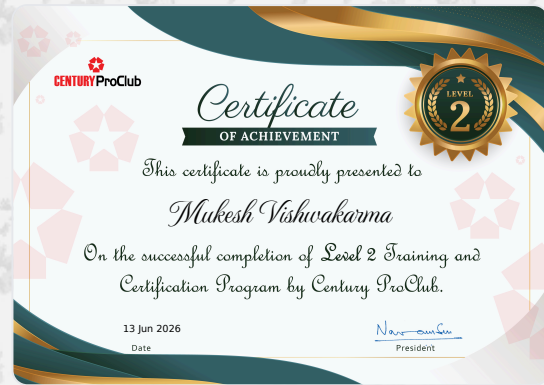 CENTURY ProClub
LEVEL
2
Certificate
OF ACHIEVEMENT
This certificate is proudly presented to
Mukesh Vishwakarma
On the successful completion of Level 2 Training and
Certification Program by Century ProClub.
13 Jun 2026
Date
President